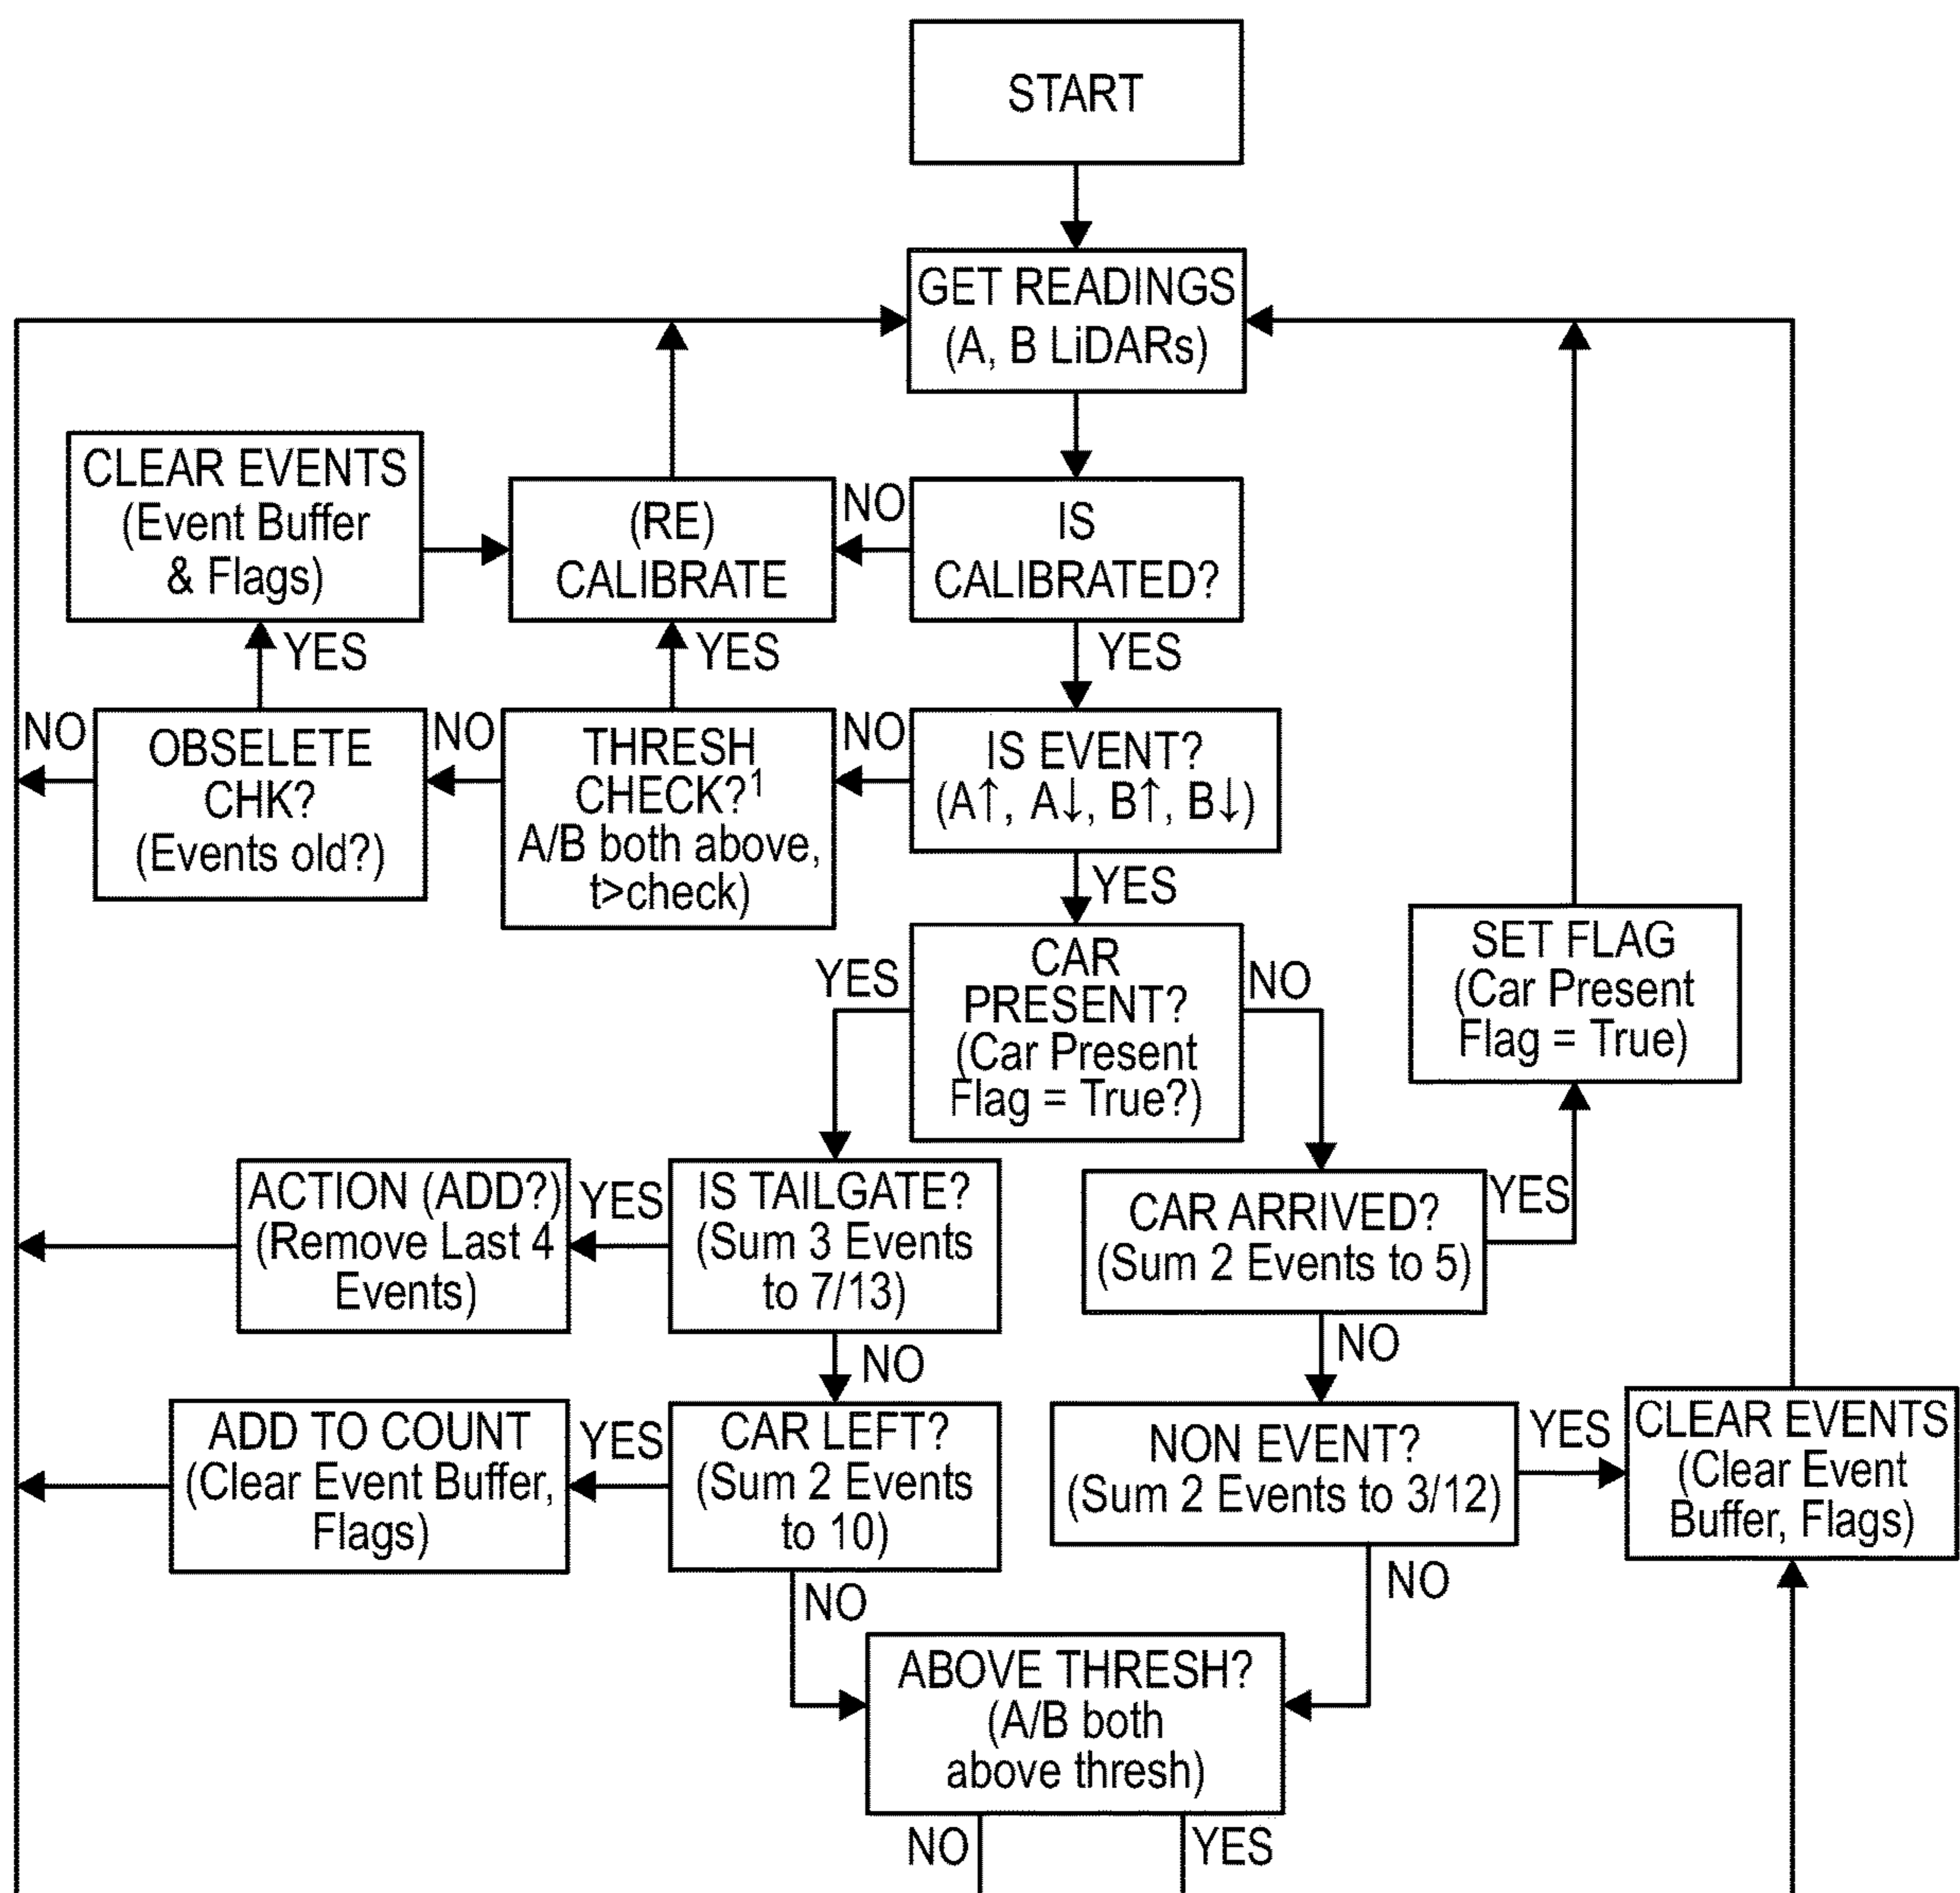 START
GET READINGS
(A, B LiDARs)
CLEAR EVENTS
(Event Buffer
& Flags)
(RE)
CALIBRATE
NO
IS
CALIBRATED?
YES
YES
YES
NO
OBSELETE
CHK?
(Events old?)
NO
THRESH
CHECK?¹
A/B both above,
t>check)
NO
IS EVENT?
(A↑, A↓, B↑, B↓)
YES
YES
CAR
PRESENT?
(Car Present
Flag = True?)
NO
SET FLAG
(Car Present
Flag = True)
ACTION (ADD?)
(Remove Last 4
Events)
YES
IS TAILGATE?
(Sum 3 Events
to 7/13)
CAR ARRIVED?
(Sum 2 Events to 5)
YES
NO
NO
ADD TO COUNT
(Clear Event Buffer,
Flags)
YES
CAR LEFT?
(Sum 2 Events
to 10)
NON EVENT?
(Sum 2 Events to 3/12)
YES
CLEAR EVENTS
(Clear Event
Buffer, Flags)
NO
NO
ABOVE THRESH?
(A/B both
above thresh)
NO
YES